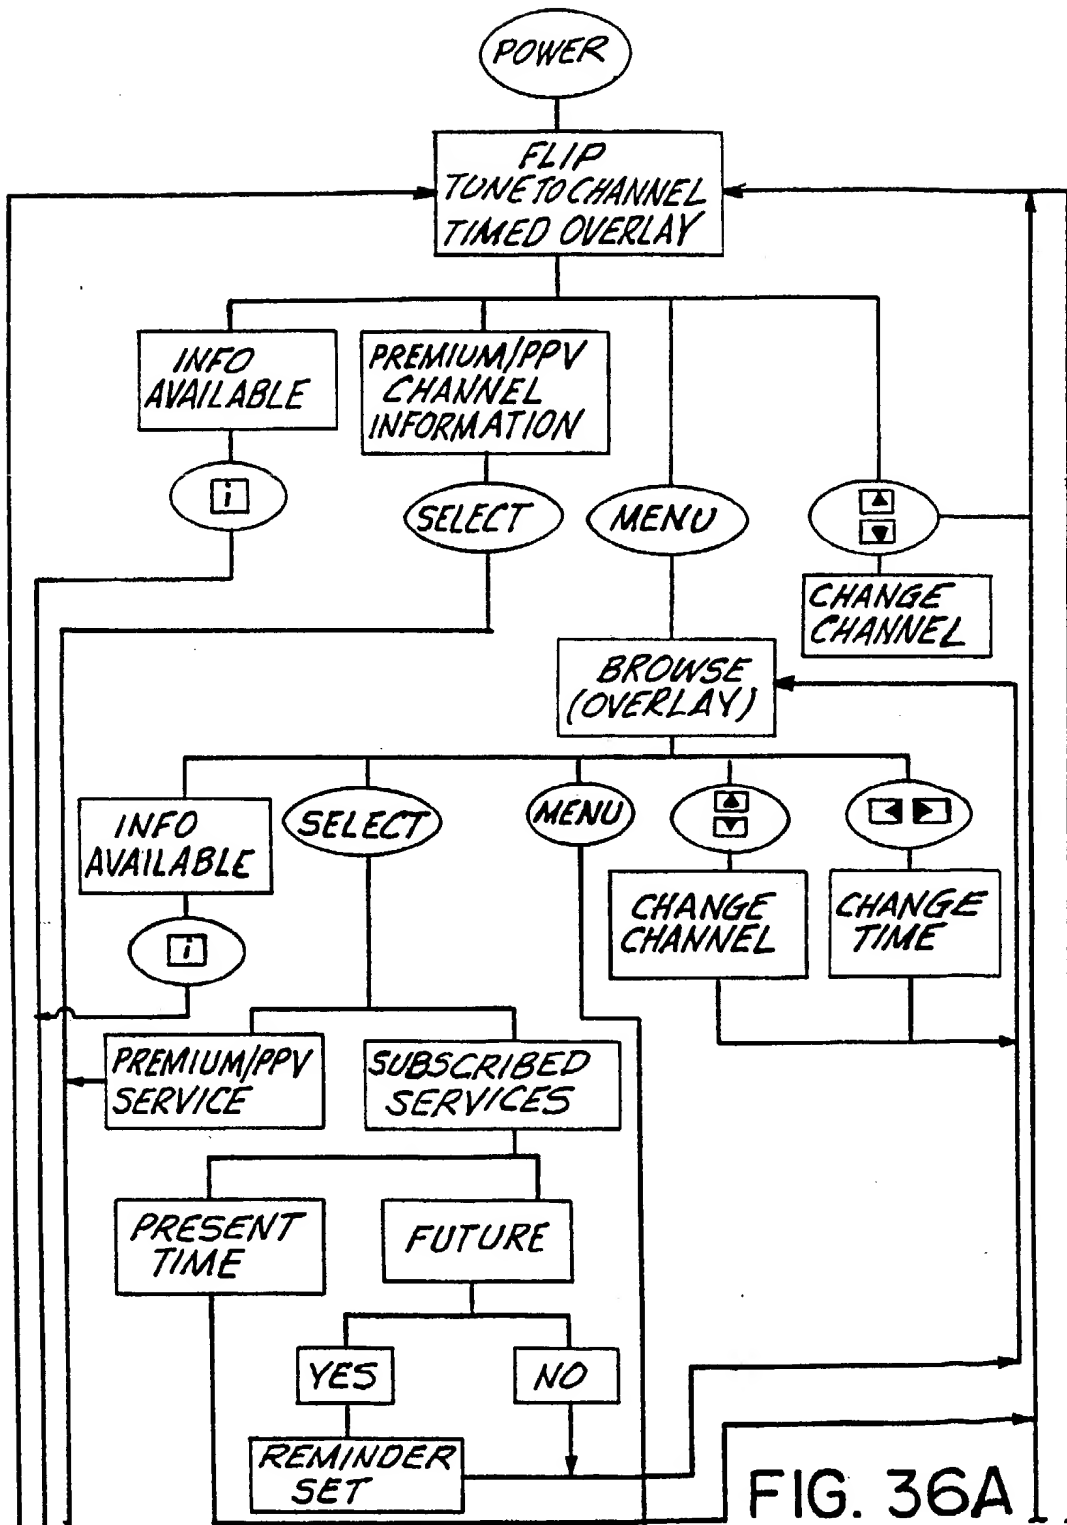 POWER
FLIP
TUNE TO CHANNEL
TIMED OVERLAY
INFO
AVAILABLE
PREMIUM/PPV
CHANNEL
INFORMATION
i
SELECT
MENU
CHANGE
CHANNEL
BROWSE
(OVERLAY)
INFO
AVAILABLE
SELECT
MENU
CHANGE
CHANNEL
CHANGE
TIME
i
PREMIUM/PPV
SERVICE
SUBSCRIBED
SERVICES
PRESENT
TIME
FUTURE
YES
NO
REMINDER
SET
FIG. 36A